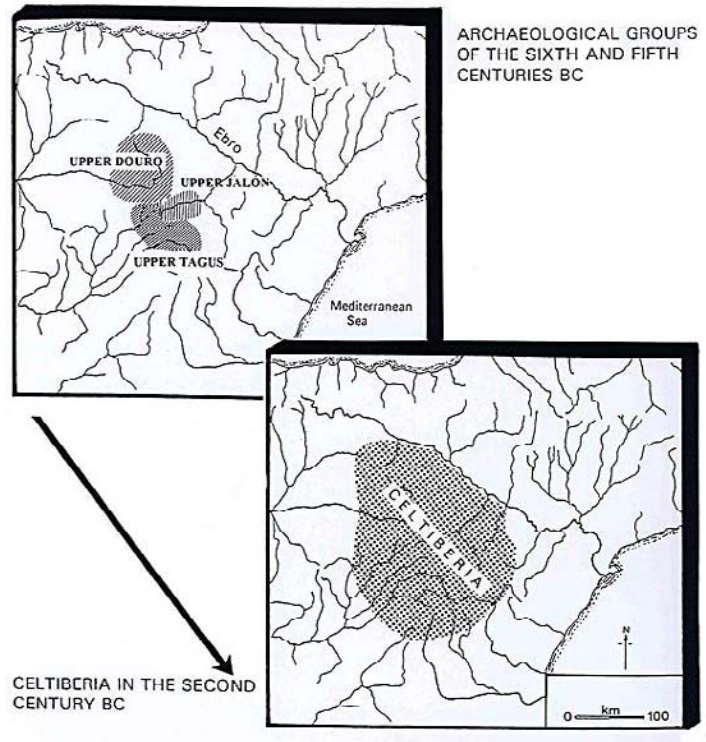 ARCHAEOLOGICAL GROUPS
OF THE SIXTH AND FIFTH
CENTURIES BC
Ebro
UPPER DOURO
UPPER JALÓN
UPPER TAGUS
Mediterranean
Sea
CELTIBERIA
N
CELTIBERIA IN THE SECOND
CENTURY BC
km
0 100